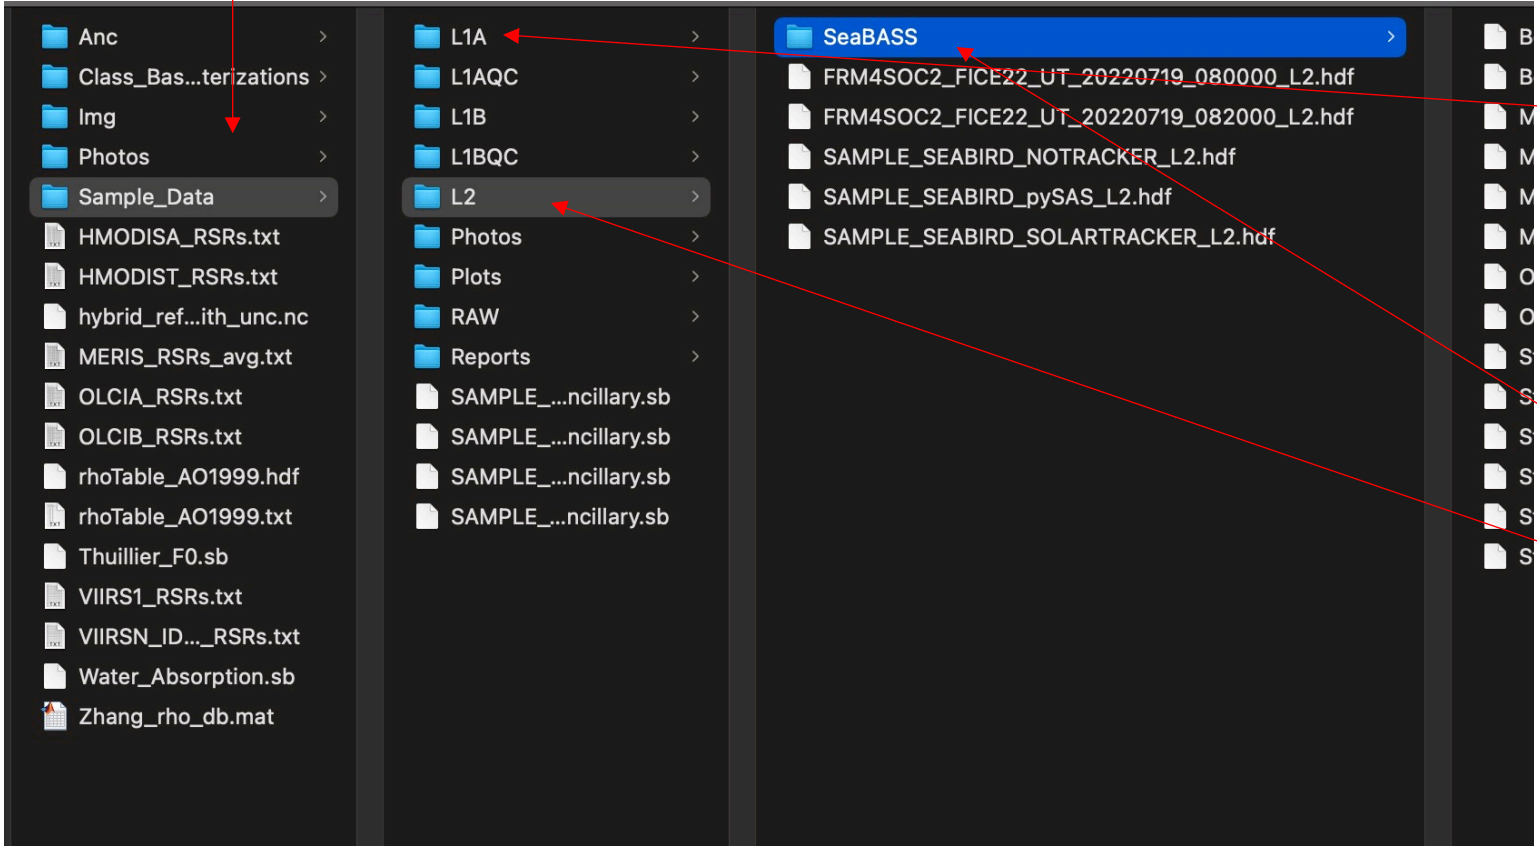 Anc
Class_Bas...terizations
Img
Photos
Sample_Data
HMODISA_RSRs.txt
HMODIST_RSRs.txt
hybrid_ref...ith_unc.nc
MERIS_RSRs_avg.txt
OLCIA_RSRs.txt
OLCIB_RSRs.txt
rhoTable_AO1999.hdf
rhoTable_AO1999.txt
Thuillier_F0.sb
VIIRS1_RSRs.txt
VIIRSN_ID..._RSRs.txt
Water_Absorption.sb
Zhang_rho_db.mat
L1A
L1AQC
L1B
L1BQC
L2
Photos
Plots
RAW
Reports
SAMPLE_...ncillary.sb
SAMPLE_...ncillary.sb
SAMPLE_...ncillary.sb
SAMPLE_...ncillary.sb
SeaBASS
FRM4SOC2_FICE22_UT_20220719_080000_L2.hdf
FRM4SOC2_FICE22_UT_20220719_082000_L2.hdf
SAMPLE_SEABIRD_NOTRACKER_L2.hdf
SAMPLE_SEABIRD_pySAS_L2.hdf
SAMPLE_SEABIRD_SOLARTRACKER_L2.hdf